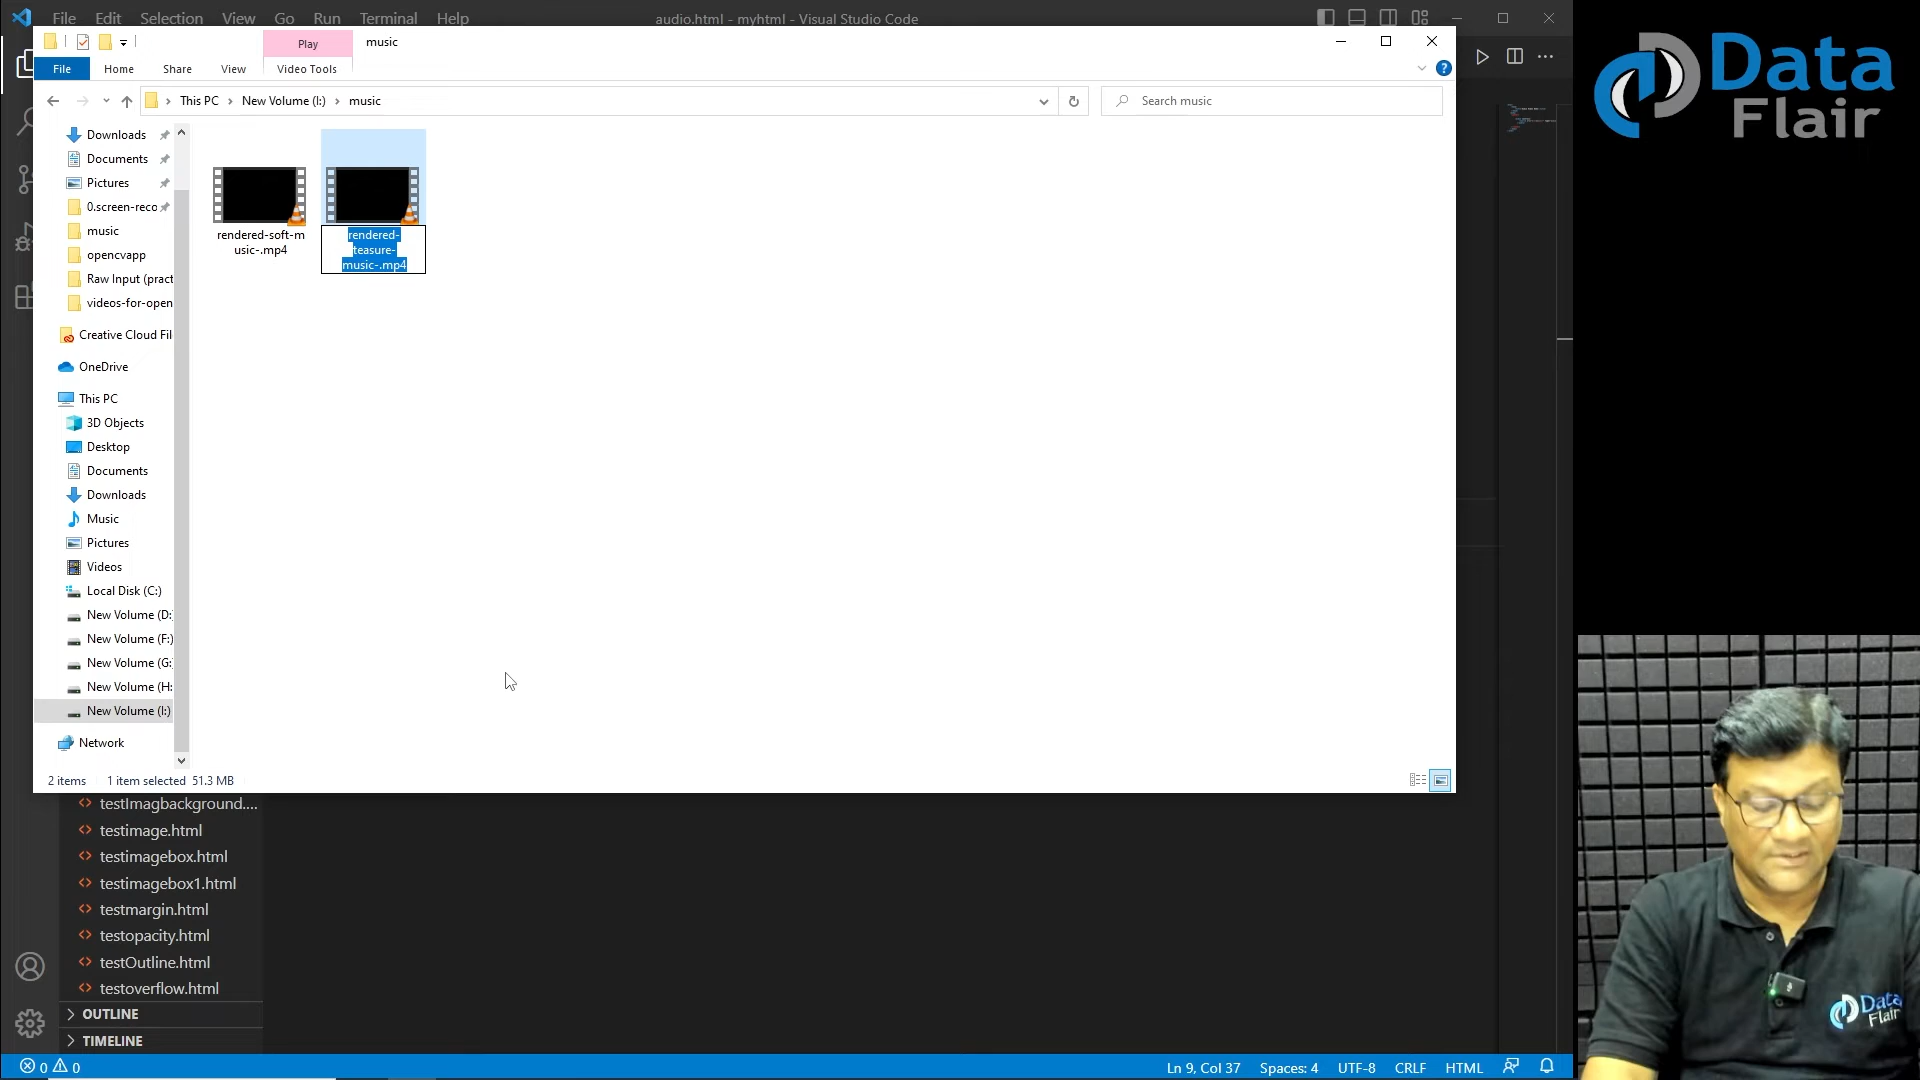 File Edit Selection View Go Run Terminal Help
audio.html - myhtml - Visual Studio Code
Play
music
File Home Share View Video Tools
This PC New Volume (I:) music
Search music
Downloads
Documents
Pictures
0.screen-reco
music
opencvapp
Raw Input (pract
videos-for-open
Creative Cloud Fil
OneDrive
This PC
3D Objects
Desktop
Documents
Downloads
Music
Pictures
Videos
Local Disk (C:)
New Volume (D:
New Volume (F:)
New Volume (G:
New Volume (H:
New Volume (I:)
Network
rendered-soft-m
usic-.mp4
rendered-
teasure-
music-.mp4
2 items 1 item selected 51.3 MB
testImagbackground....
testimage.html
testimagebox.html
testimagebox1.html
testmargin.html
testopacity.html
testOutline.html
testoverflow.html
OUTLINE
TIMELINE
0 0
Ln 9, Col 37 Spaces: 4 UTF-8 CRLF HTML
Data
Flair
Data
Flair